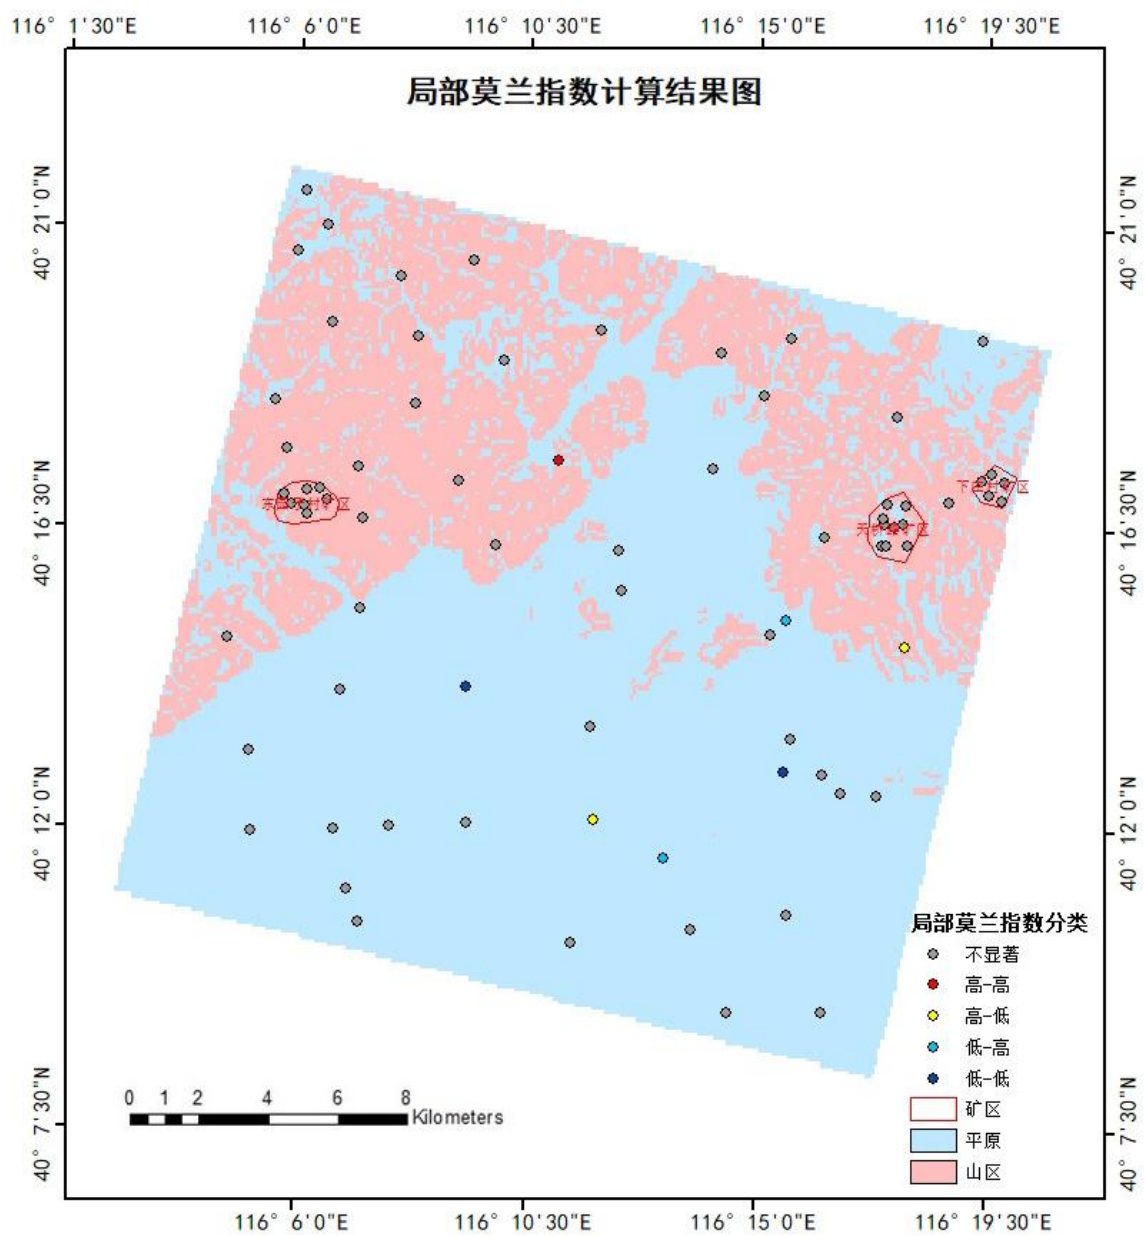 116° 1'30"E 116° 6'0"E 116° 10'30"E 116° 15'0"E 116° 19'30"E
局部莫兰指数计算结果图
40° 21'0"N
40° 21'0"N
40° 16'30"N
40° 16'30"N
40° 12'0"N
40° 12'0"N
40° 7'30"N
40° 7'30"N
局部莫兰指数分类
不显著
高-高
高-低
低-高
低-低
矿区
平原
山区
0 1 2 4 6 8
Kilometers
116° 6'0"E 116° 10'30"E 116° 15'0"E 116° 19'30"E